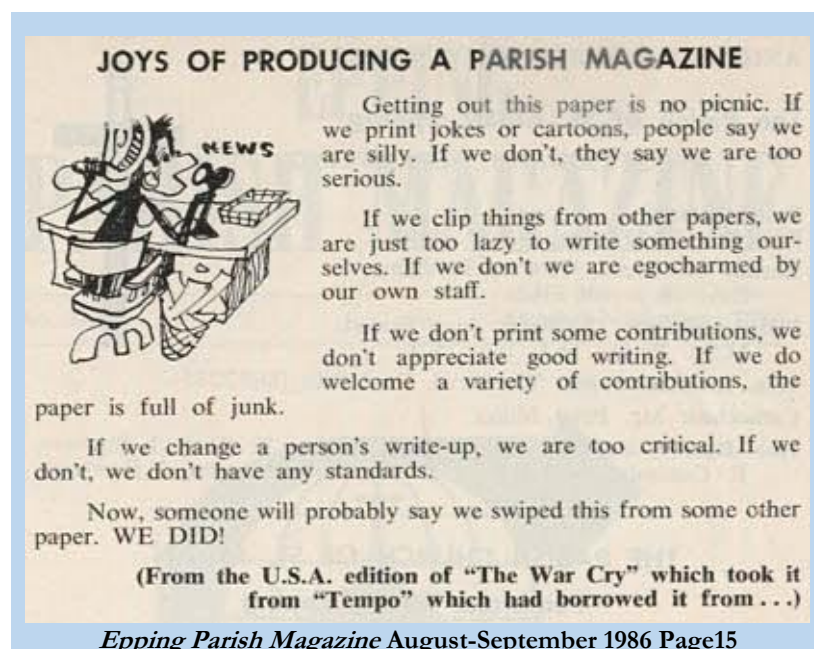 JOYS OF PRODUCING A PARISH MAGAZINE
NEWS
Getting out this paper is no picnic. If
we print jokes or cartoons, people say we
are silly. If we don't, they say we are too
serious.
If we clip things from other papers, we
are just too lazy to write something our-
selves. If we don't we are egocharmed by
our own staff.
If we don't print some contributions, we
don't appreciate good writing. If we do
welcome a variety of contributions, the
paper is full of junk.
If we change a person's write-up, we are too critical. If we
don't, we don't have any standards.
Now, someone will probably say we swiped this from some other
paper. WE DID!
(From the U.S.A. edition of "The War Cry" which took it
from "Tempo" which had borrowed it from ...)
Epping Parish Magazine August-September 1986 Page15